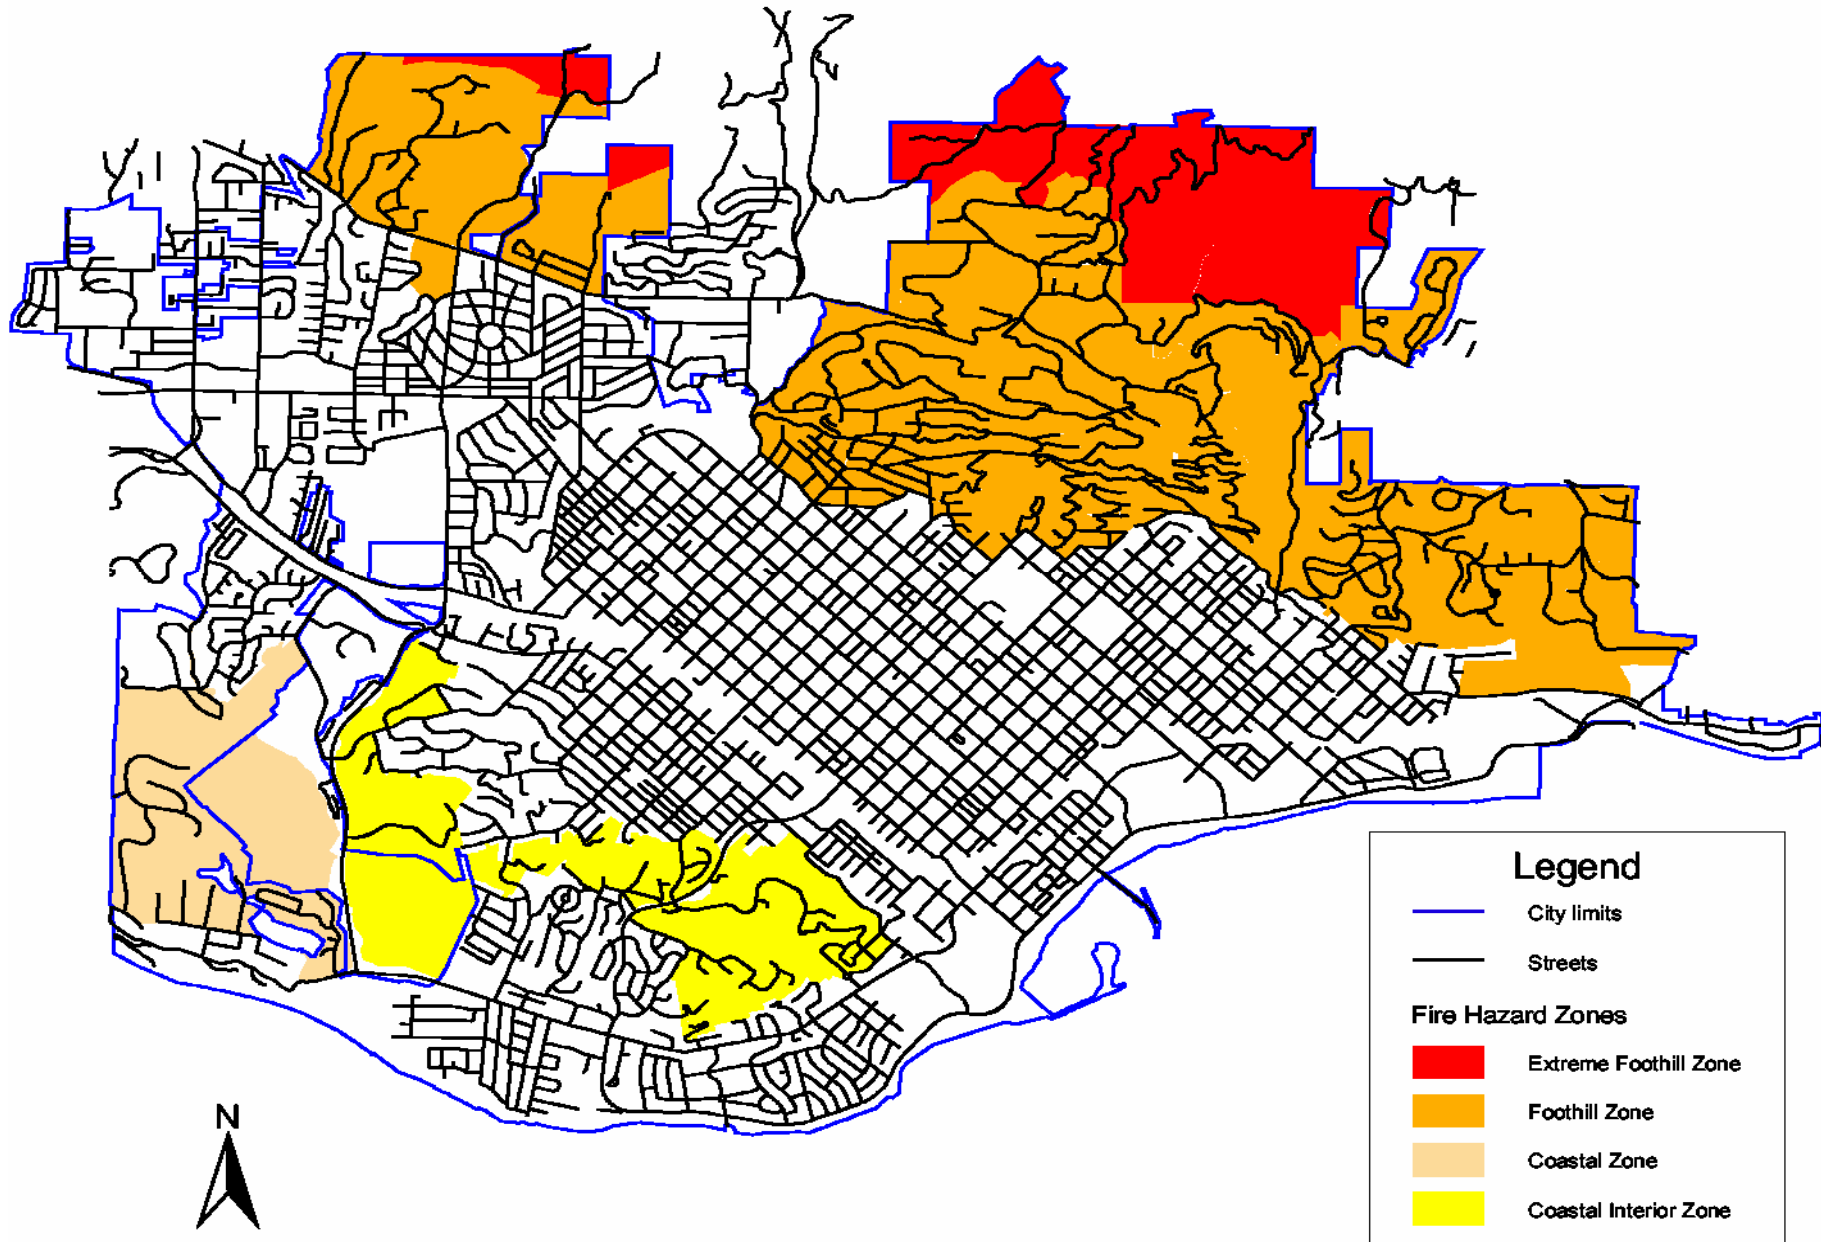 Legend
City limits
Streets
Fire Hazard Zones
Extreme Foothill Zone
Foothill Zone
Coastal Zone
Coastal Interior Zone
N